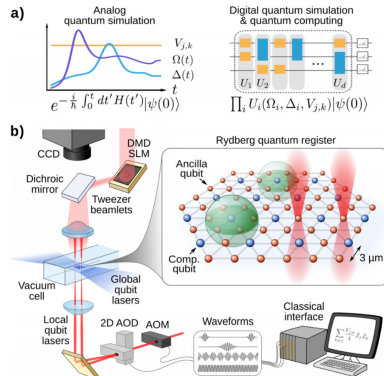 a)
Analog
quantum simulation
V_{j,k}
Ω(t)
Δ(t)
t
e^{-\frac{i}{ħ} ∫_0^t dt' H(t')}|ψ(0)⟩
Digital quantum simulation
& quantum computing
U_1 U_2 ... U_d
∏_i U_i(Ω_i, Δ_i, V_{j,k})|ψ(0)⟩
b)
CCD
DMD
SLM
Dichroic
mirror
Tweezer
beamlets
Vacuum
cell
Global
qubit
lasers
Local
qubit
lasers
2D AOD
AOM
Rydberg quantum register
Ancilla
qubit
Comp.
qubit
3 μm
Waveforms
Classical
interface